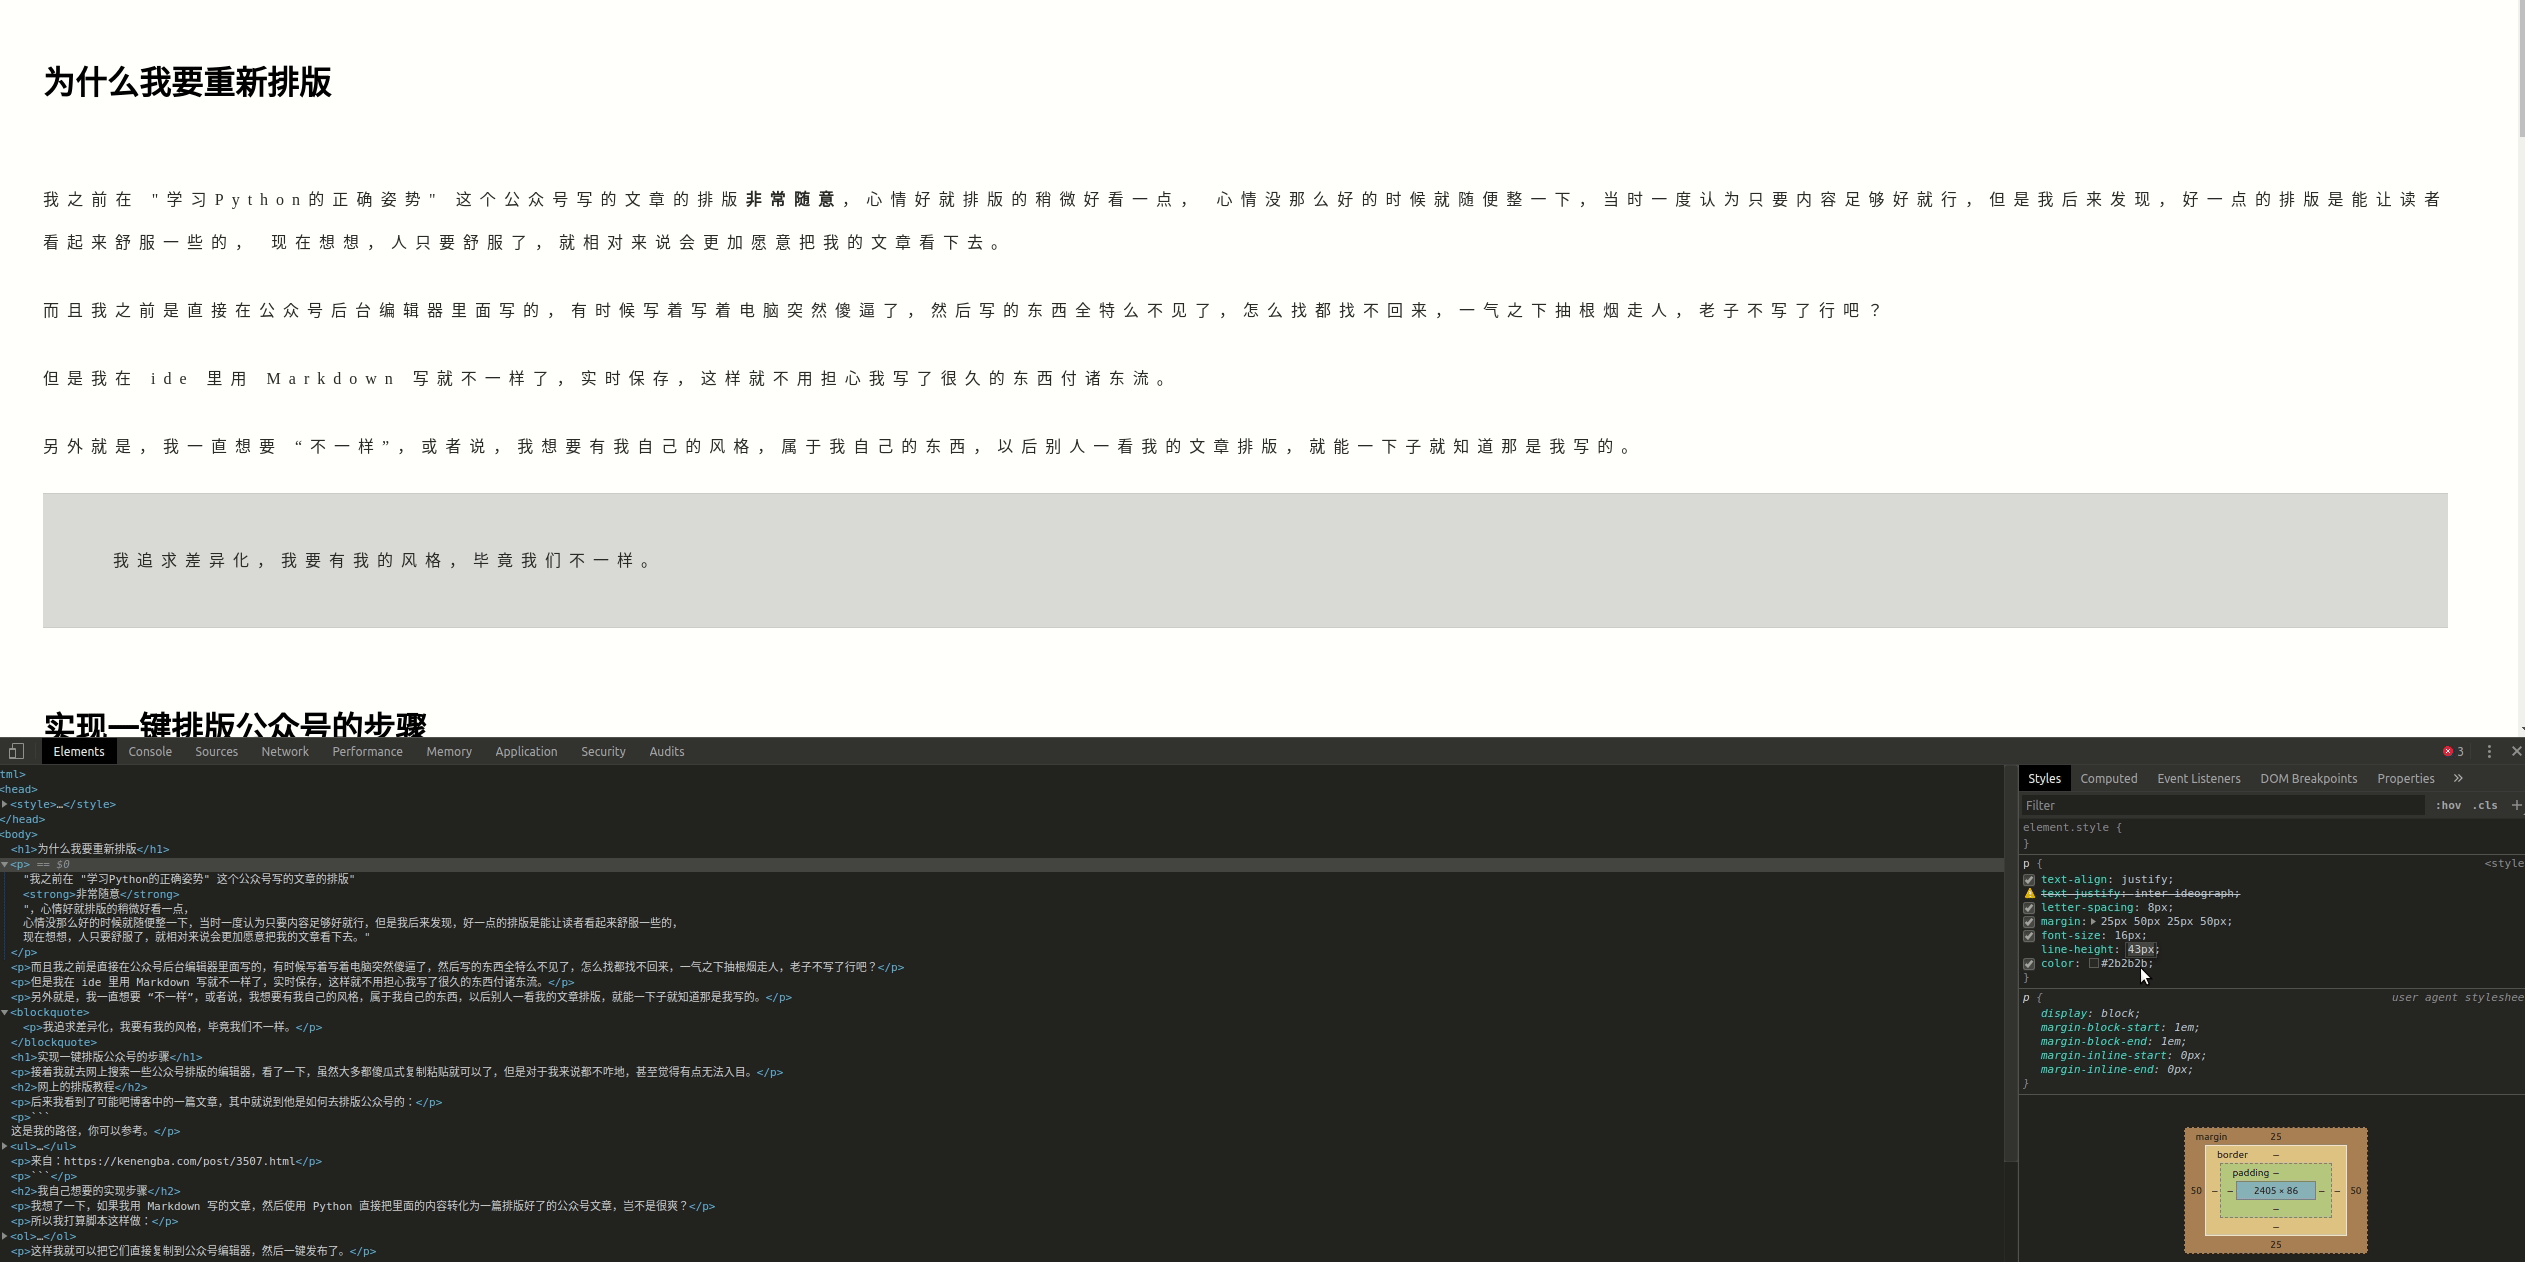 为什么我要重新排版
我之前在 "学习Python的正确姿势" 这个公众号写的文章的排版非常随意，心情好就排版的稍微好看一点， 心情没那么好的时候就随便整一下，当时一度认为只要内容足够好就行，但是我后来发现，好一点的排版是能让读者
看起来舒服一些的， 现在想想，人只要舒服了，就相对来说会更加愿意把我的文章看下去。
而且我之前是直接在公众号后台编辑器里面写的，有时候写着写着电脑突然傻逼了，然后写的东西全特么不见了，怎么找都找不回来，一气之下抽根烟走人，老子不写了行吧？
但是我在 ide 里用 Markdown 写就不一样了，实时保存，这样就不用担心我写了很久的东西付诸东流。
另外就是，我一直想要 “不一样”，或者说，我想要有我自己的风格，属于我自己的东西，以后别人一看我的文章排版，就能一下子就知道那是我写的。
我追求差异化，我要有我的风格，毕竟我们不一样。
实现一键排版公众号的步骤
Elements Console Sources Network Performance Memory Application Security Audits 3
tml>
<head>
<style>…</style>
</head>
<body>
<h1>为什么我要重新排版</h1>
<p> == $0
"我之前在 "学习Python的正确姿势" 这个公众号写的文章的排版"
<strong>非常随意</strong>
"，心情好就排版的稍微好看一点，
心情没那么好的时候就随便整一下，当时一度认为只要内容足够好就行，但是我后来发现，好一点的排版是能让读者看起来舒服一些的，
现在想想，人只要舒服了，就相对来说会更加愿意把我的文章看下去。"
</p>
<p>而且我之前是直接在公众号后台编辑器里面写的，有时候写着写着电脑突然傻逼了，然后写的东西全特么不见了，怎么找都找不回来，一气之下抽根烟走人，老子不写了行吧？</p>
<p>但是我在 ide 里用 Markdown 写就不一样了，实时保存，这样就不用担心我写了很久的东西付诸东流。</p>
<p>另外就是，我一直想要 “不一样”，或者说，我想要有我自己的风格，属于我自己的东西，以后别人一看我的文章排版，就能一下子就知道那是我写的。</p>
<blockquote>
<p>我追求差异化，我要有我的风格，毕竟我们不一样。</p>
</blockquote>
<h1>实现一键排版公众号的步骤</h1>
<p>接着我就去网上搜索一些公众号排版的编辑器，看了一下，虽然大多都傻瓜式复制粘贴就可以了，但是对于我来说都不咋地，甚至觉得有点无法入目。</p>
<h2>网上的排版教程</h2>
<p>后来我看到了可能吧博客中的一篇文章，其中就说到他是如何去排版公众号的：</p>
<p>```
这是我的路径，你可以参考。</p>
<ul>…</ul>
<p>来自：https://kenengba.com/post/3507.html</p>
<p>```</p>
<h2>我自己想要的实现步骤</h2>
<p>我想了一下，如果我用 Markdown 写的文章，然后使用 Python 直接把里面的内容转化为一篇排版好了的公众号文章，岂不是很爽？</p>
<p>所以我打算脚本这样做：</p>
<ol>…</ol>
<p>这样我就可以把它们直接复制到公众号编辑器，然后一键发布了。</p>
Styles Computed Event Listeners DOM Breakpoints Properties »
Filter :hov .cls +
element.style {
}
p { <style
text-align: justify;
text-justify: inter-ideograph;
letter-spacing: 8px;
margin: 25px 50px 25px 50px;
font-size: 16px;
line-height: 43px;
color: #2b2b2b;
}
p { user agent styleshee
display: block;
margin-block-start: 1em;
margin-block-end: 1em;
margin-inline-start: 0px;
margin-inline-end: 0px;
}
margin 25
border –
padding –
50 – – 2405 × 86 – – 50
–
–
25